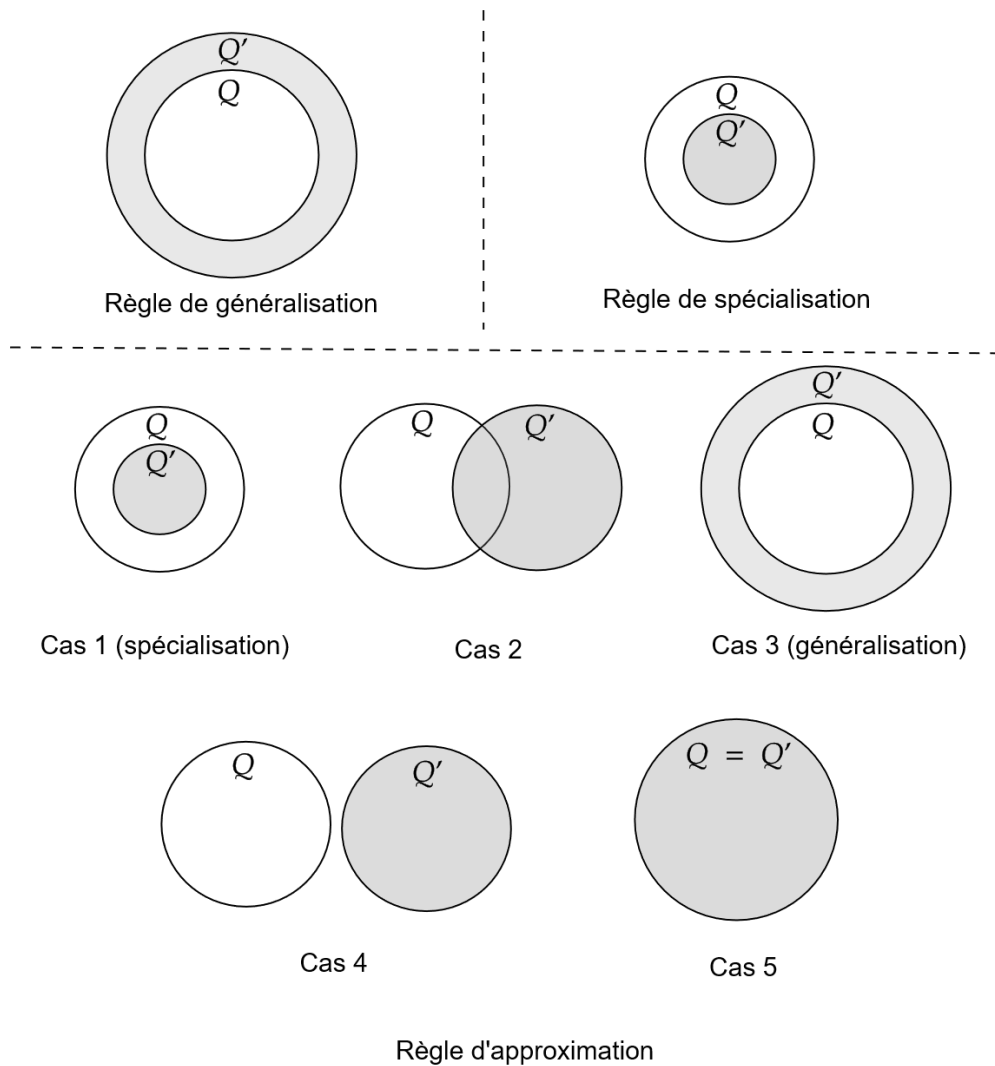 Q′
Q
Règle de généralisation
Q
Q′
Règle de spécialisation
Q
Q′
Cas 1 (spécialisation)
Q Q′
Cas 2
Q′
Q
Cas 3 (généralisation)
Q Q′
Cas 4
Q = Q′
Cas 5
Règle d'approximation